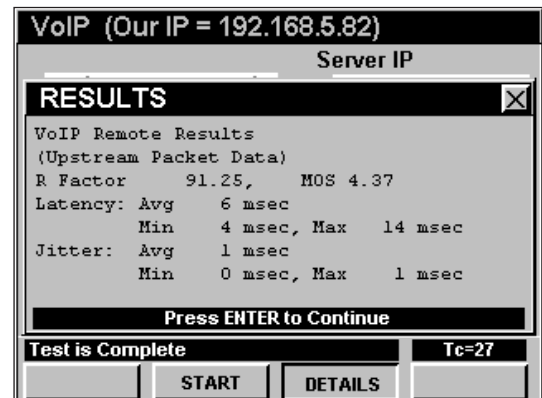 VoIP (Our IP = 192.168.5.82)
Server IP
RESULTS
VoIP Remote Results
(Upstream Packet Data)
R Factor 91.25, MOS 4.37
Latency: Avg 6 msec
Min 4 msec, Max 14 msec
Jitter: Avg 1 msec
Min 0 msec, Max 1 msec
Press ENTER to Continue
Test is Complete Tc=27
START DETAILS